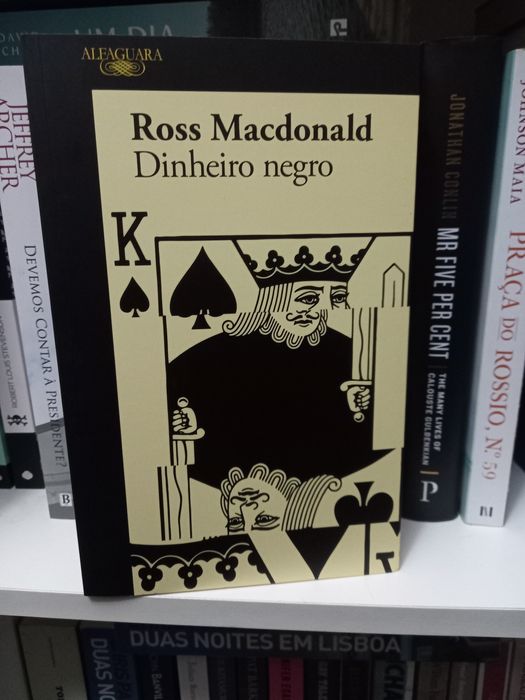 ALFAGUARA
Ross Macdonald
Dinheiro negro
K
JEFFREY
ARCHER
DEVEMOS CONTAR À PRESIDENTE?
JONATHAN CONLIN
MR FIVE PER CENT
THE MANY LIVES OF
CALOUSTE GULBENKIAN
P
MAIA
PRAÇA DO ROSSIO, N.º 59
DUAS NOITES EM LISBOA